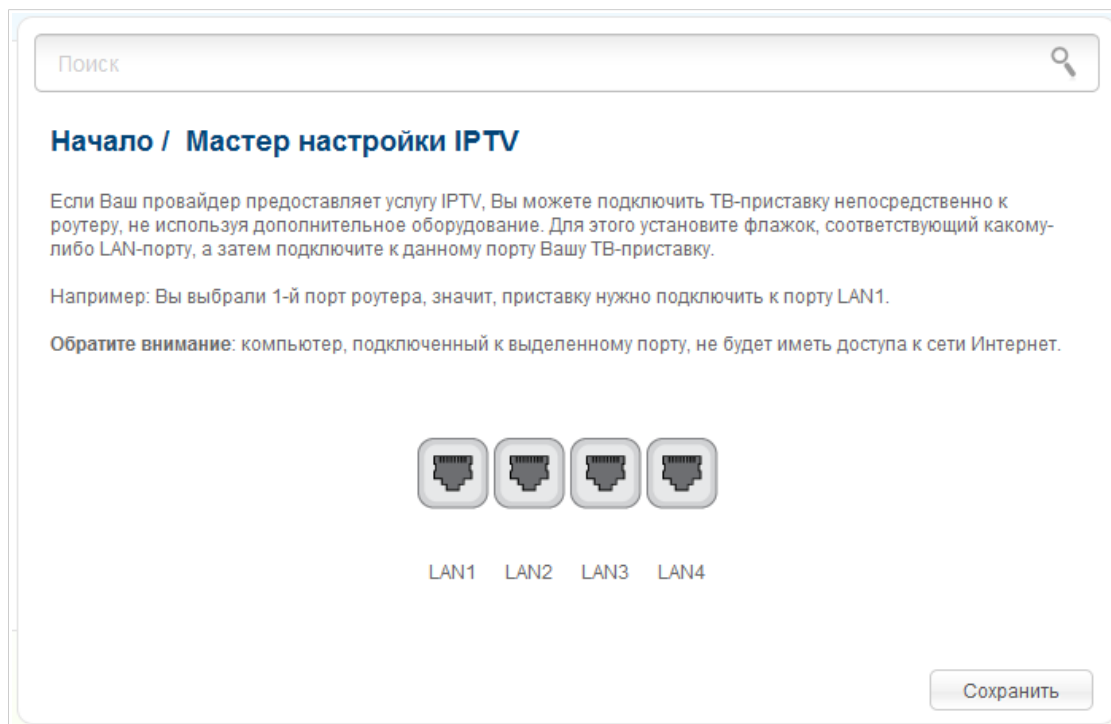 Поиск
Начало / Мастер настройки IPTV
Если Ваш провайдер предоставляет услугу IPTV, Вы можете подключить ТВ-приставку непосредственно к
роутеру, не используя дополнительное оборудование. Для этого установите флажок, соответствующий какому-
либо LAN-порту, а затем подключите к данному порту Вашу ТВ-приставку.
Например: Вы выбрали 1-й порт роутера, значит, приставку нужно подключить к порту LAN1.
Обратите внимание: компьютер, подключенный к выделенному порту, не будет иметь доступа к сети Интернет.
LAN1 LAN2 LAN3 LAN4
Сохранить